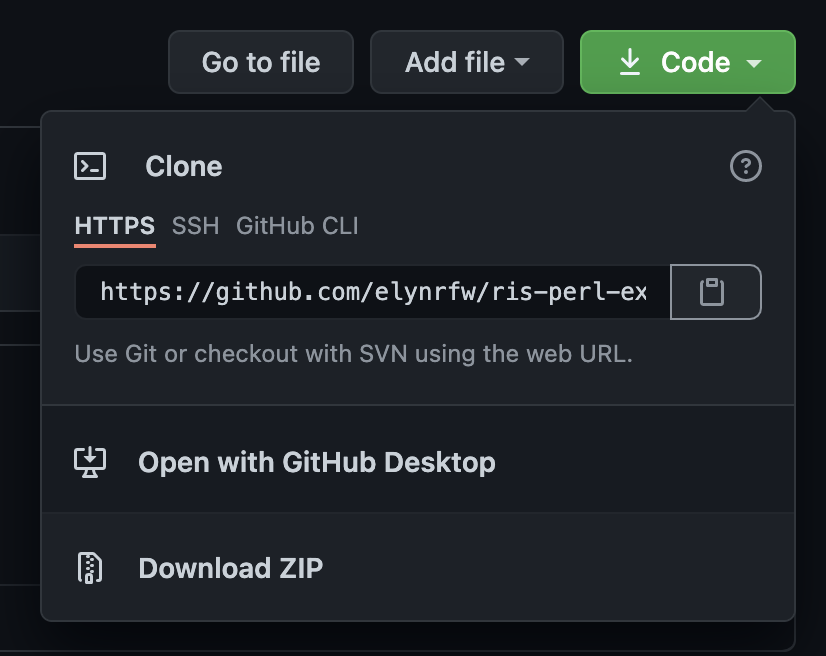 Go to file Add file Code
Clone
HTTPS SSH GitHub CLI
https://github.com/elynrfw/ris-perl-ex
Use Git or checkout with SVN using the web URL.
Open with GitHub Desktop
Download ZIP